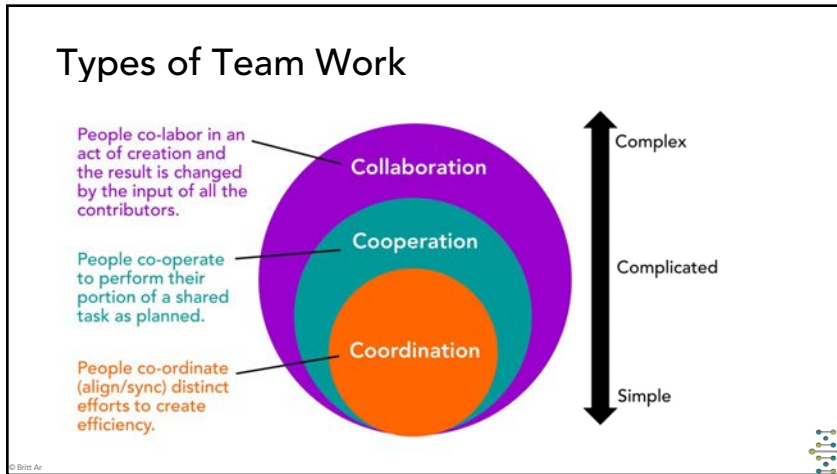 Types of Team Work
People co-labor in an
act of creation and
the result is changed
by the input of all the
contributors.
Collaboration
Complex
People co-operate
to perform their
portion of a shared
task as planned.
Cooperation
Complicated
People co-ordinate
(align/sync) distinct
efforts to create
efficiency.
Coordination
Simple
© Britt Ar